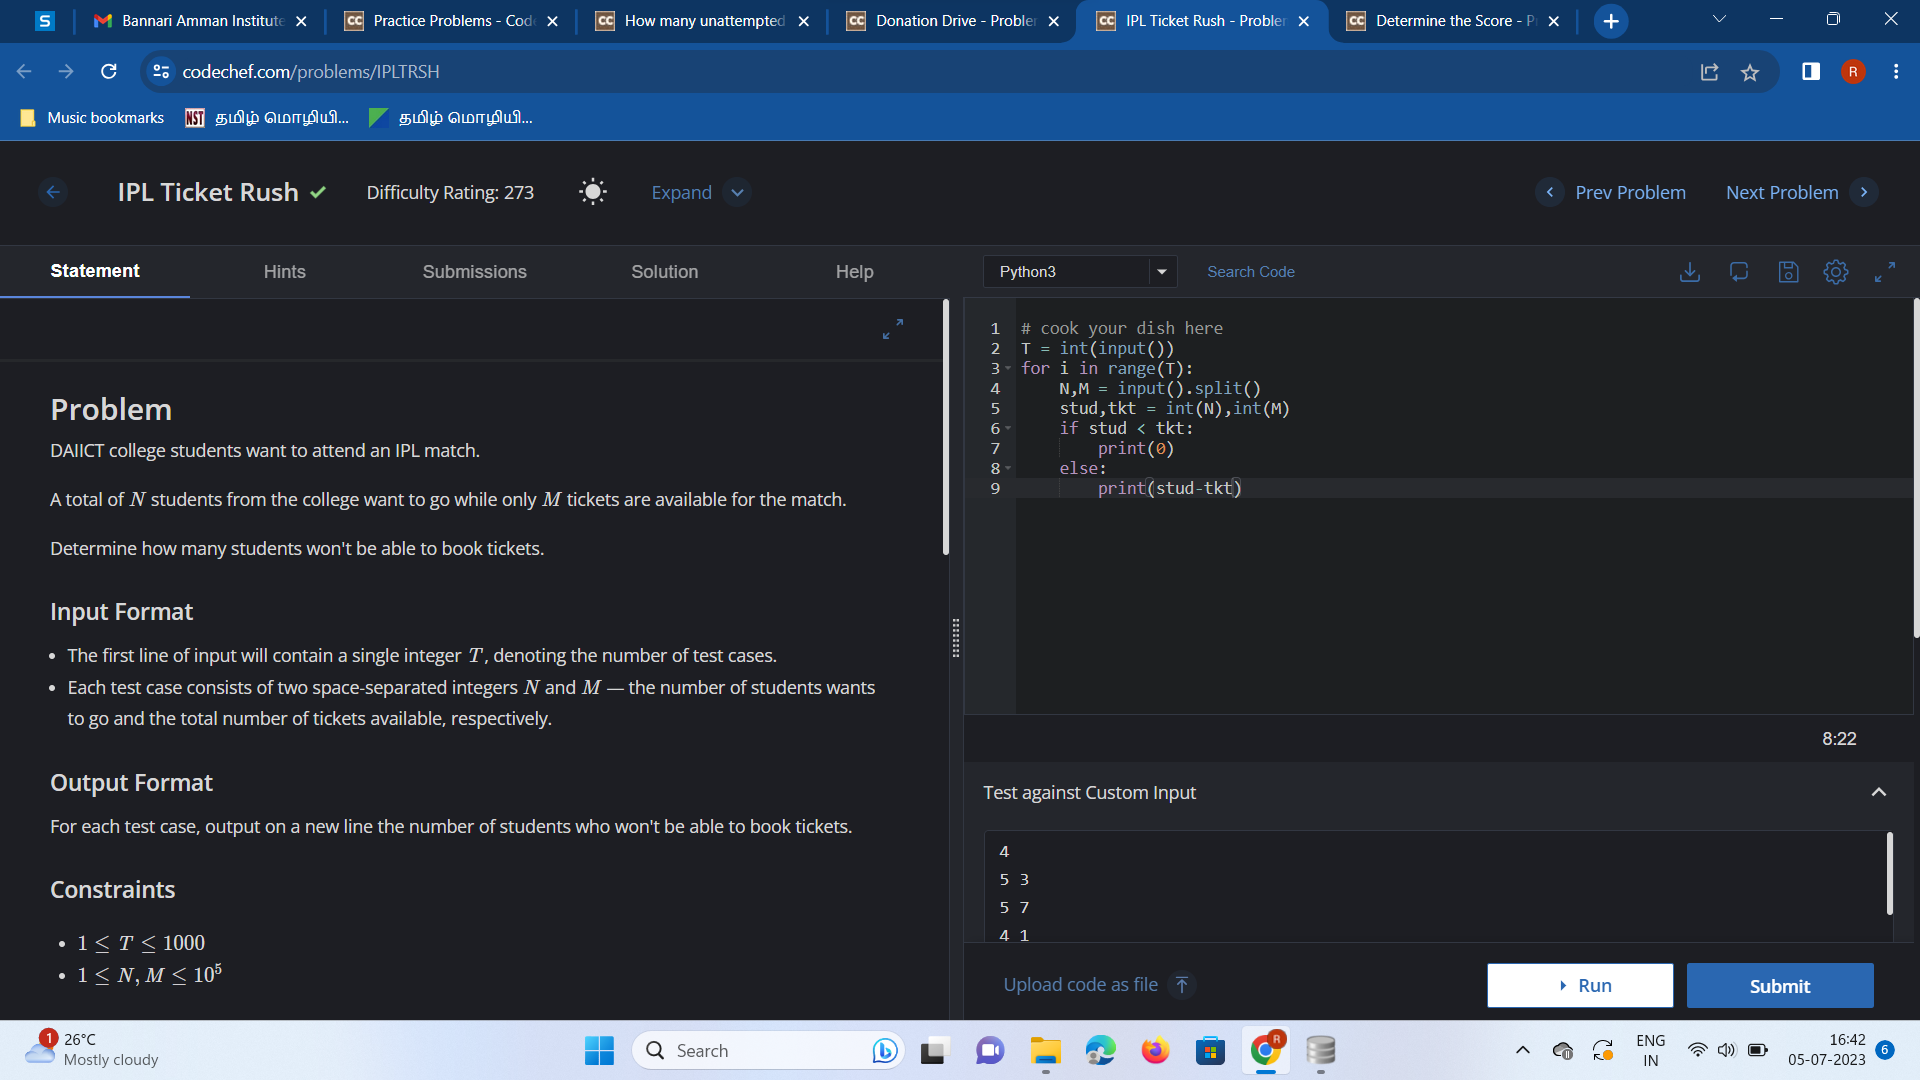 Bannari Amman Institute
Practice Problems - Code
How many unattempted
Donation Drive - Problem
IPL Ticket Rush - Problem
Determine the Score - P
codechef.com/problems/IPLTRSH
R
Music bookmarks
NST தமிழ் மொழியி...
தமிழ் மொழியி...
IPL Ticket Rush
Difficulty Rating: 273
Expand
Prev Problem
Next Problem
Statement
Hints
Submissions
Solution
Help
Python3
Search Code
Problem
DAIICT college students want to attend an IPL match.
A total of N students from the college want to go while only M tickets are available for the match.
Determine how many students won't be able to book tickets.
Input Format
• The first line of input will contain a single integer T, denoting the number of test cases.
• Each test case consists of two space-separated integers N and M — the number of students wants
to go and the total number of tickets available, respectively.
Output Format
For each test case, output on a new line the number of students who won't be able to book tickets.
Constraints
• 1 ≤ T ≤ 1000
• 1 ≤ N, M ≤ 10⁵
1 # cook your dish here
2 T = int(input())
3 for i in range(T):
4     N,M = input().split()
5     stud,tkt = int(N),int(M)
6     if stud < tkt:
7         print(0)
8     else:
9         print(stud-tkt)
8:22
Test against Custom Input
4
5 3
5 7
4 1
Upload code as file
Run
Submit
1
26°C
Mostly cloudy
Search
R
ENG
IN
16:42
05-07-2023
6